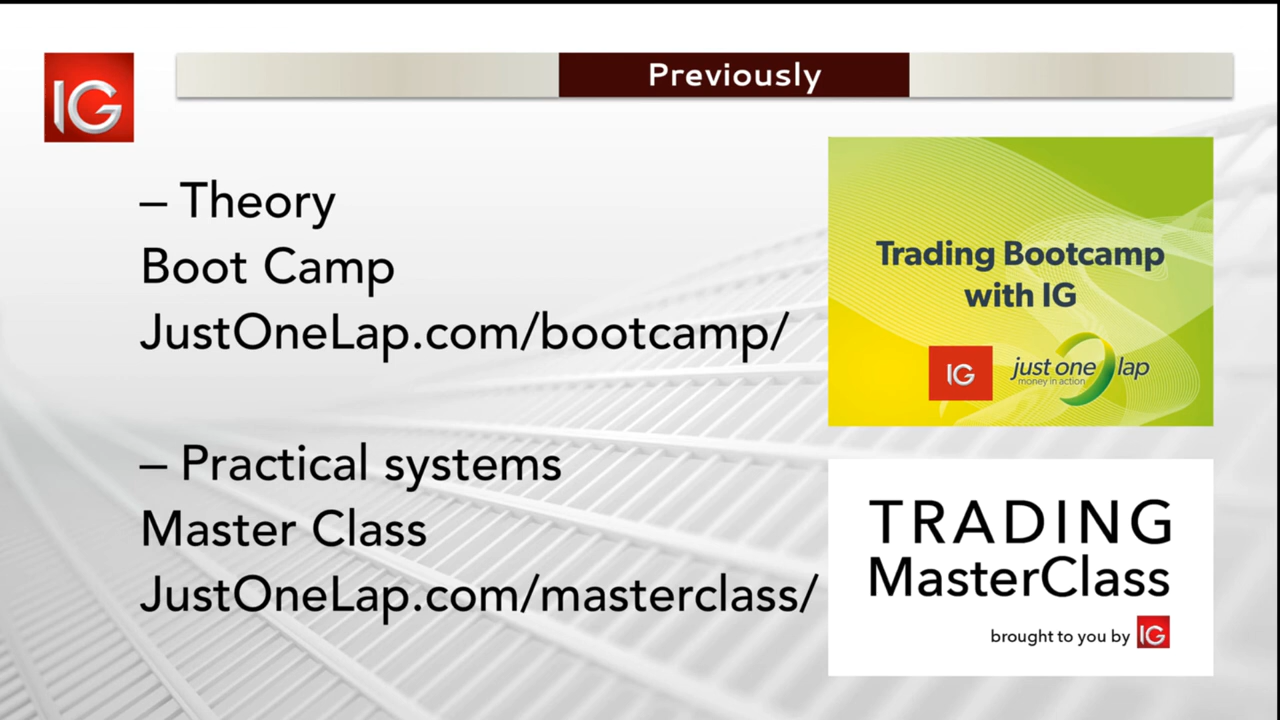 IG
Previously
– Theory
Boot Camp
JustOneLap.com/bootcamp/
– Practical systems
Master Class
JustOneLap.com/masterclass/
Trading Bootcamp
with IG
IG
just one lap
money in action
TRADING
MasterClass
brought to you by IG